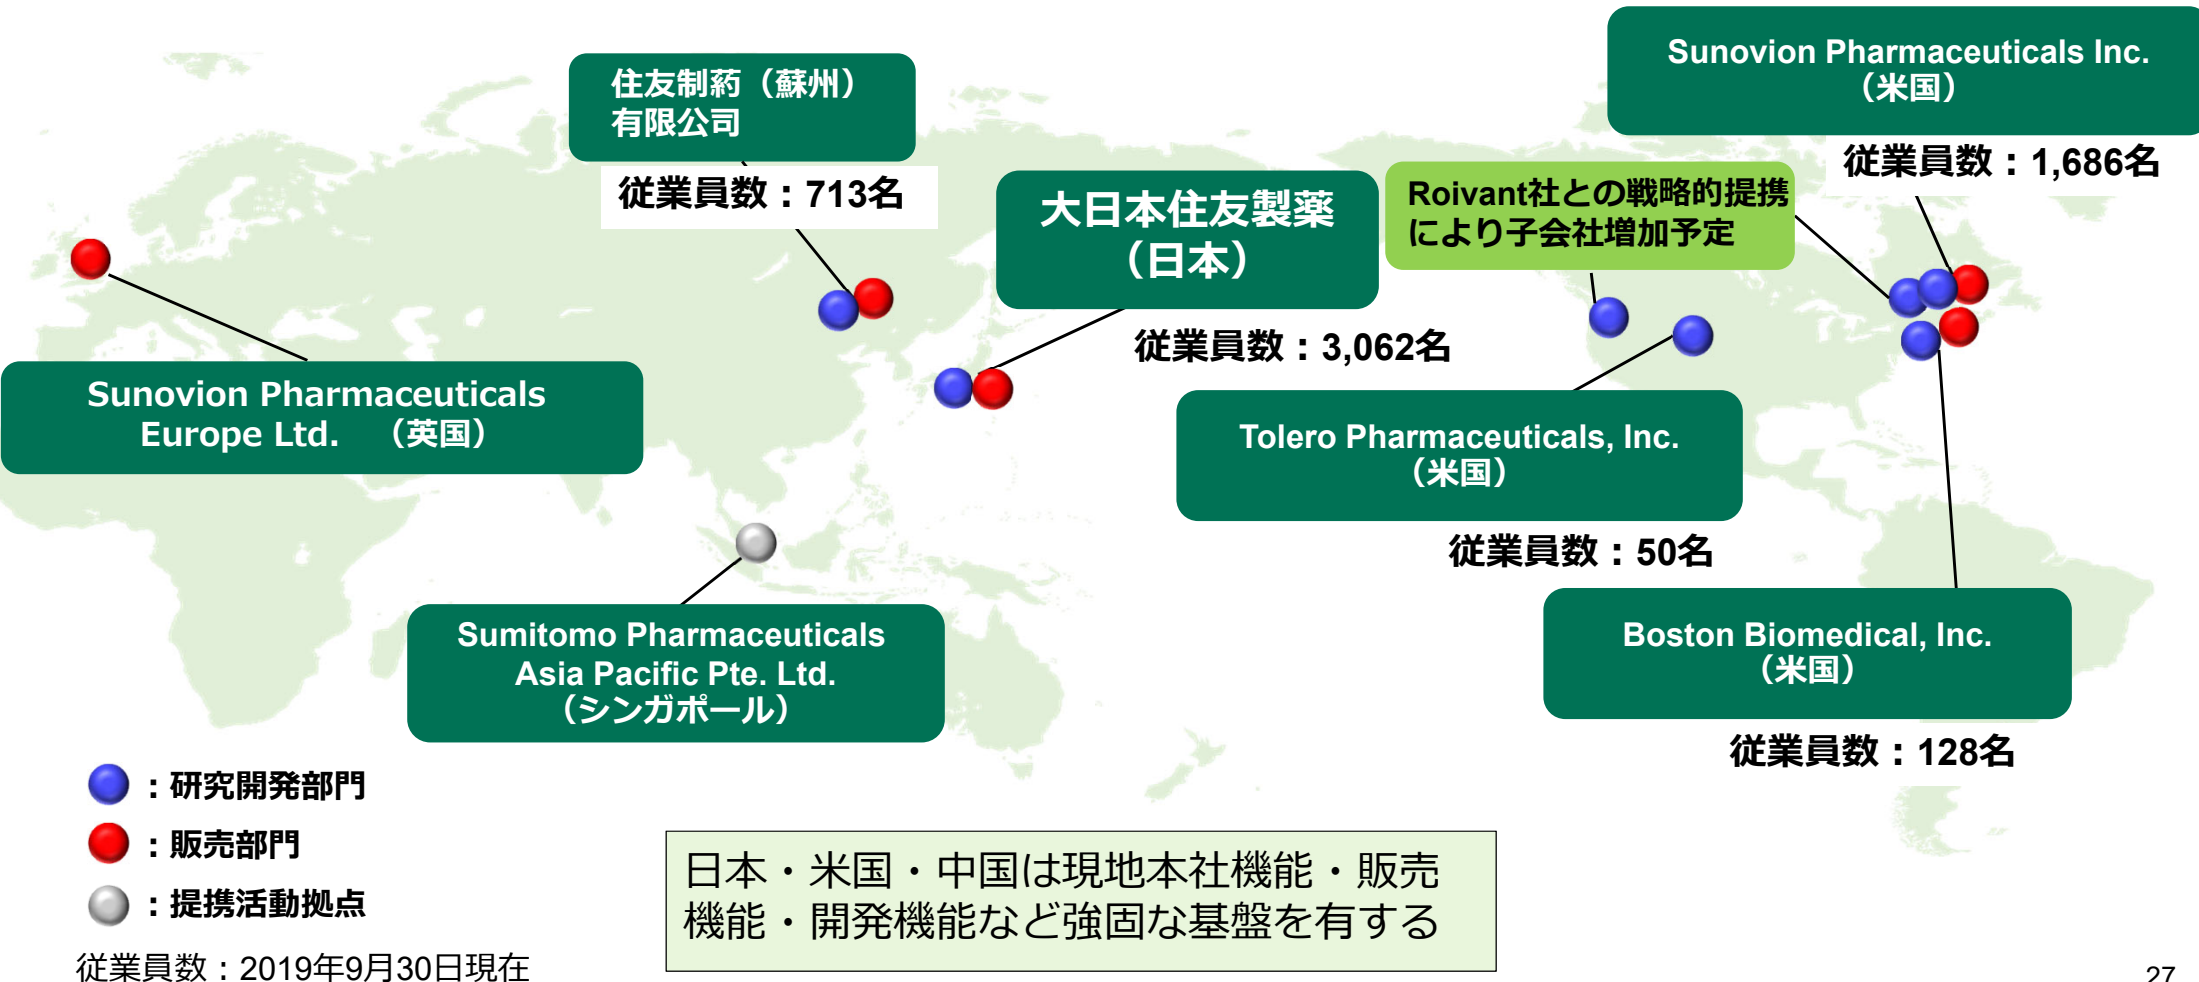 Sunovion Pharmaceuticals Inc.
（米国）
従業員数：1,686名
住友制药（蘇州）
有限公司
従業員数：713名
大日本住友製薬
（日本）
従業員数：3,062名
Roivant社との戦略的提携
により子会社増加予定
Sunovion Pharmaceuticals
Europe Ltd.　（英国）
Tolero Pharmaceuticals, Inc.
（米国）
従業員数：50名
Sumitomo Pharmaceuticals
Asia Pacific Pte. Ltd.
（シンガポール）
Boston Biomedical, Inc.
（米国）
従業員数：128名
：研究開発部門
：販売部門
：提携活動拠点
従業員数：2019年9月30日現在
日本・米国・中国は現地本社機能・販売
機能・開発機能など強固な基盤を有する
27